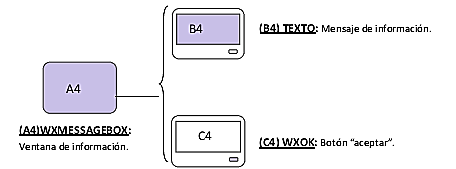 B4
(B4) TEXTO: Mensaje de información.
A4
(A4)WXMESSAGEBOX:
Ventana de información.
C4
(C4) WXOK: Botón “aceptar”.